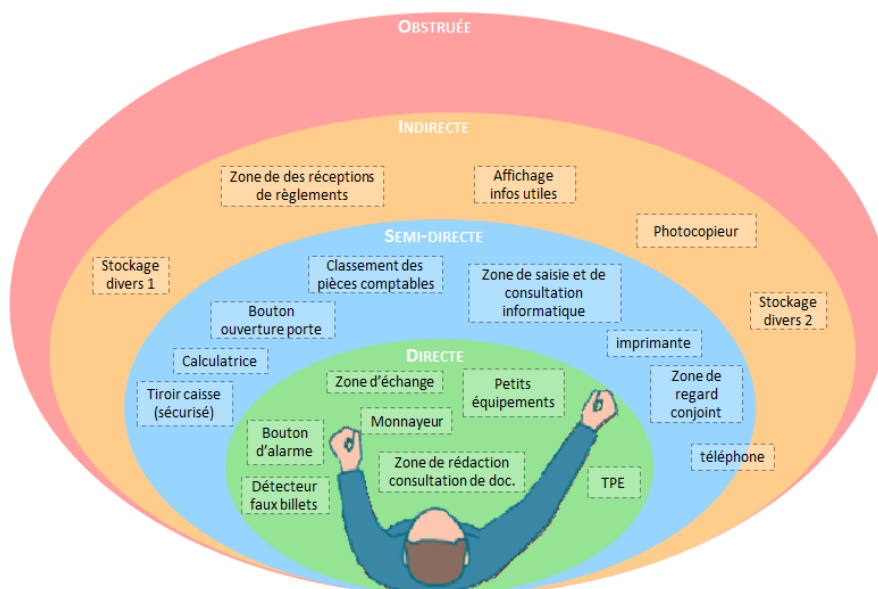 OBSTRUÉE
INDIRECTE
Zone de des réceptions
de règlements
Affichage
infos utiles
Photocopieur
SEMI-DIRECTE
Stockage
divers 1
Classement des
pièces comptables
Zone de saisie et de
consultation
informatique
Stockage
divers 2
Bouton
ouverture porte
imprimante
Calculatrice
DIRECTE
Zone d'échange
Petits
équipements
Zone de
regard
conjoint
Tiroir caisse
(sécurisé)
Monnayeur
Bouton
d'alarme
téléphone
Zone de rédaction
consultation de doc.
TPE
Détecteur
faux billets